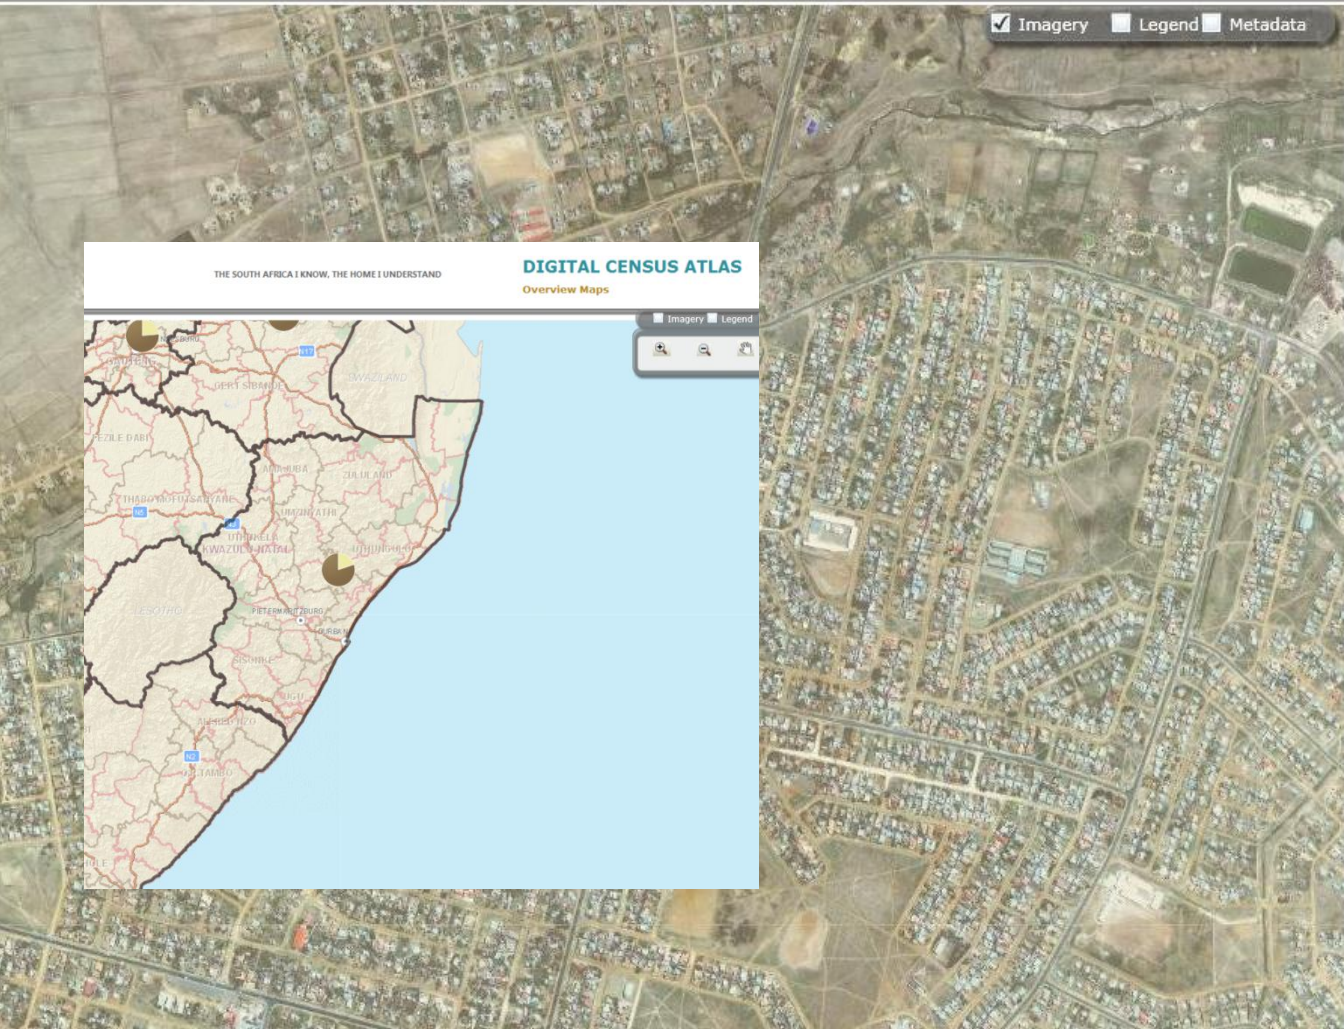 Imagery Legend Metadata
THE SOUTH AFRICA I KNOW, THE HOME I UNDERSTAND
DIGITAL CENSUS ATLAS
Overview Maps
Imagery Legend
N17
GERT SIBANDE
SWAZILAND
FEZILE DABI
AMAJUBA
ZULULAND
THABO MOFUTSANYANE
N5
UMZINYATHI
N3
UTHUKELA
KWAZULU-NATAL
UTHUNGULU
LESOTHO
PIETERMARITZBURG
DURBAN
SISONKE
UGU
ALFRED NZO
N2
O.R.TAMBO